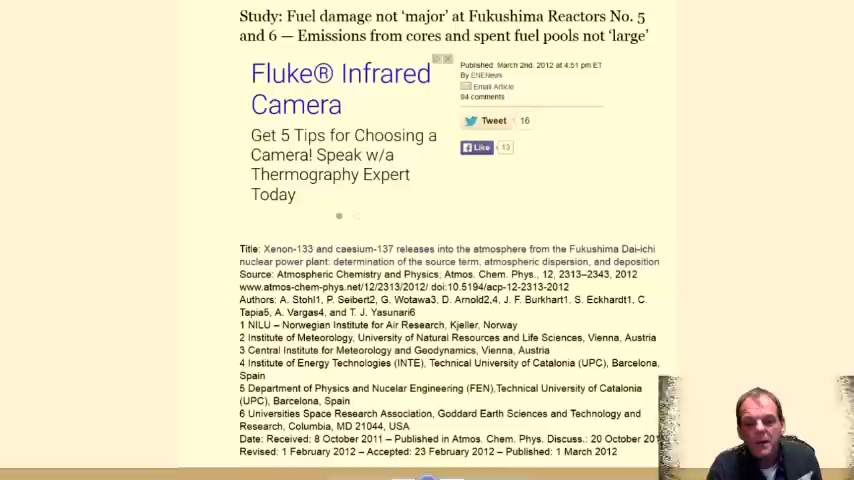 Study: Fuel damage not ‘major’ at Fukushima Reactors No. 5
and 6 — Emissions from cores and spent fuel pools not ‘large’
Fluke® Infrared
Camera
Get 5 Tips for Choosing a
Camera! Speak w/a
Thermography Expert
Today
Published: March 2nd, 2012 at 4:51 pm ET
By ENENews
Email Article
94 comments
Tweet 16
Like 13
Title: Xenon-133 and caesium-137 releases into the atmosphere from the Fukushima Dai-ichi
nuclear power plant: determination of the source term, atmospheric dispersion, and deposition
Source: Atmospheric Chemistry and Physics; Atmos. Chem. Phys., 12, 2313–2343, 2012
www.atmos-chem-phys.net/12/2313/2012/ doi:10.5194/acp-12-2313-2012
Authors: A. Stohl1, P. Seibert2, G. Wotawa3, D. Arnold2,4, J. F. Burkhart1, S. Eckhardt1, C.
Tapia5, A. Vargas4, and T. J. Yasunari6
1 NILU – Norwegian Institute for Air Research, Kjeller, Norway
2 Institute of Meteorology, University of Natural Resources and Life Sciences, Vienna, Austria
3 Central Institute for Meteorology and Geodynamics, Vienna, Austria
4 Institute of Energy Technologies (INTE), Technical University of Catalonia (UPC), Barcelona,
Spain
5 Department of Physics and Nucelar Engineering (FEN),Technical University of Catalonia
(UPC), Barcelona, Spain
6 Universities Space Research Association, Goddard Earth Sciences and Technology and
Research, Columbia, MD 21044, USA
Date: Received: 8 October 2011 – Published in Atmos. Chem. Phys. Discuss.: 20 October 201
Revised: 1 February 2012 – Accepted: 23 February 2012 – Published: 1 March 2012